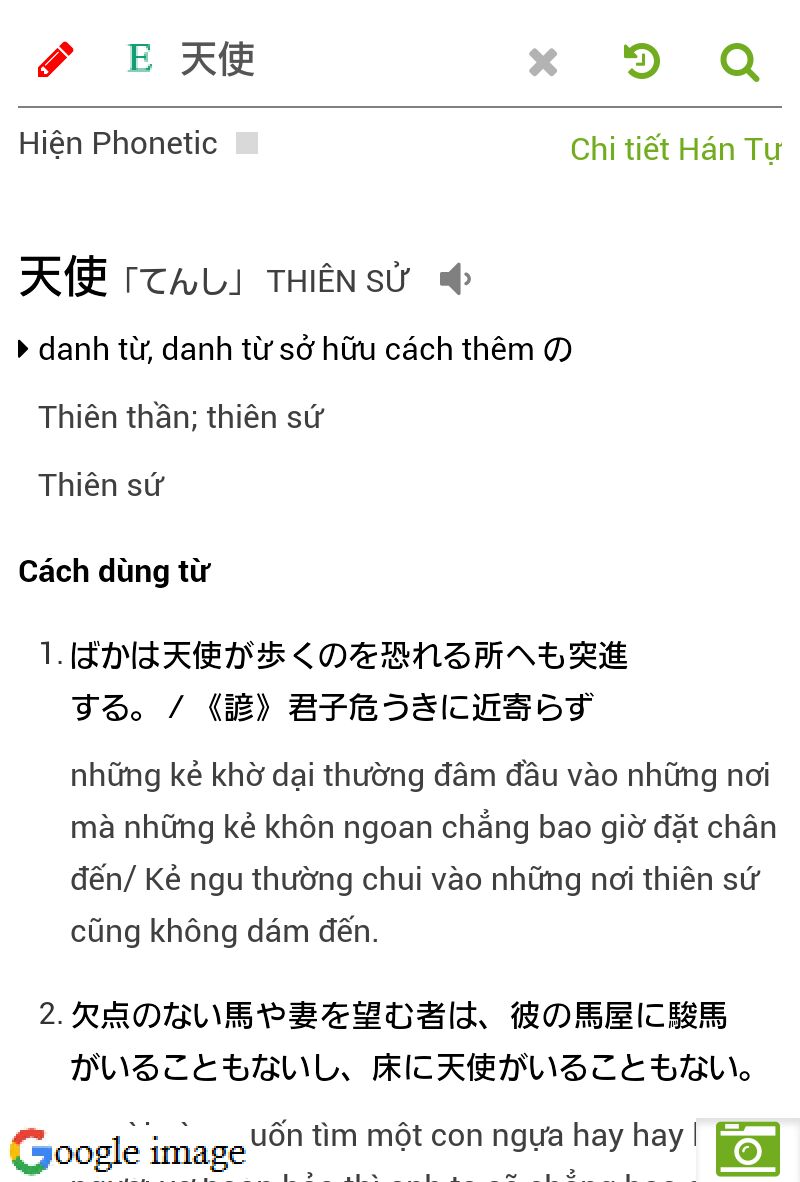 E 天使
Hiện Phonetic
Chi tiết Hán Tự
天使「てんし」 THIÊN SỬ
danh từ, danh từ sở hữu cách thêm の
Thiên thần; thiên sứ
Thiên sứ
Cách dùng từ
1. ばかは天使が歩くのを恐れる所へも突進
する。 / 《諺》君子危うきに近寄らず
những kẻ khờ dại thường đâm đầu vào những nơi
mà những kẻ khôn ngoan chẳng bao giờ đặt chân
đến/ Kẻ ngu thường chui vào những nơi thiên sứ
cũng không dám đến.
2. 欠点のない馬や妻を望む者は、彼の馬屋に駿馬
がいることもないし、床に天使がいることもない。
tìm một con ngựa hay hay
Google image